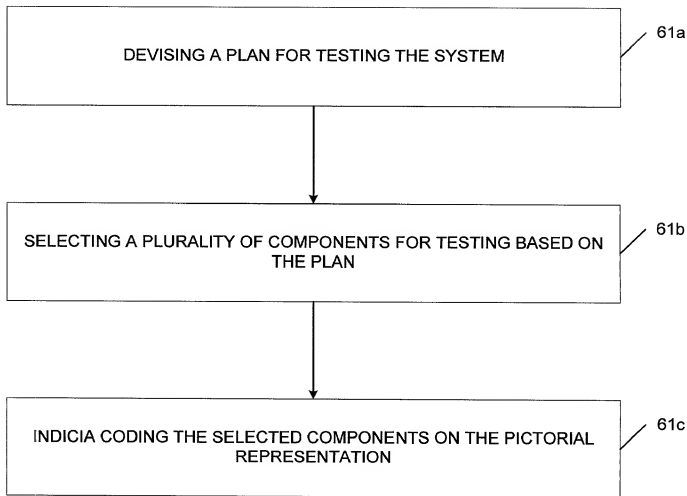 DEVISING A PLAN FOR TESTING THE SYSTEM
61a
SELECTING A PLURALITY OF COMPONENTS FOR TESTING BASED ON
THE PLAN
61b
INDICIA CODING THE SELECTED COMPONENTS ON THE PICTORIAL
REPRESENTATION
61c